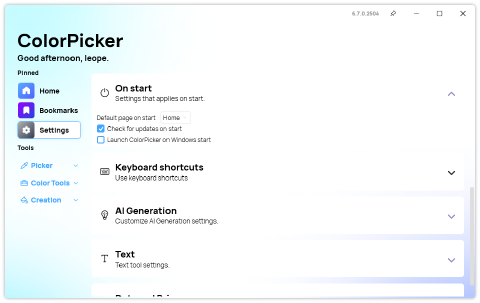 6.7.0.2504
ColorPicker
Good afternoon, leope.
Pinned
Home
Bookmarks
Settings
Tools
Picker
Color Tools
Creation
On start
Settings that applies on start.
Default page on start Home
Check for updates on start
Launch ColorPicker on Windows start
Keyboard shortcuts
Use keyboard shortcuts
AI Generation
Customize AI Generation settings.
Text
Text tool settings.